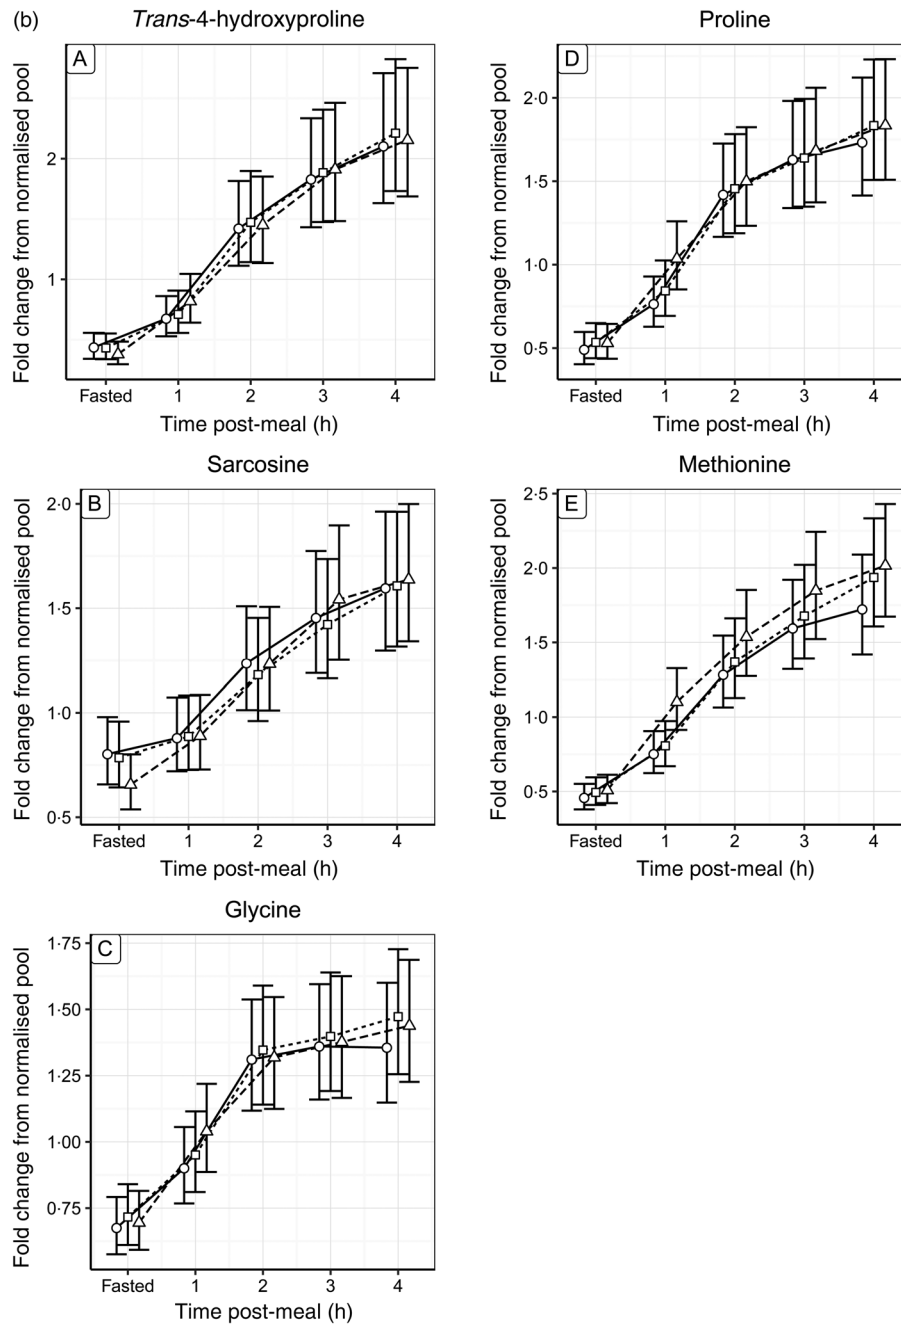 (b)
Trans-4-hydroxyproline
A
Fold change from normalised pool
2
1
Fasted 1 2 3 4
Time post-meal (h)
Proline
D
Fold change from normalised pool
2·0
1·5
1·0
0·5
Fasted 1 2 3 4
Time post-meal (h)
Sarcosine
B
Fold change from normalised pool
2·0
1·5
1·0
0·5
Fasted 1 2 3 4
Time post-meal (h)
Methionine
E
Fold change from normalised pool
2·5
2·0
1·5
1·0
0·5
Fasted 1 2 3 4
Time post-meal (h)
Glycine
C
Fold change from normalised pool
1·75
1·50
1·25
1·00
0·75
Fasted 1 2 3 4
Time post-meal (h)